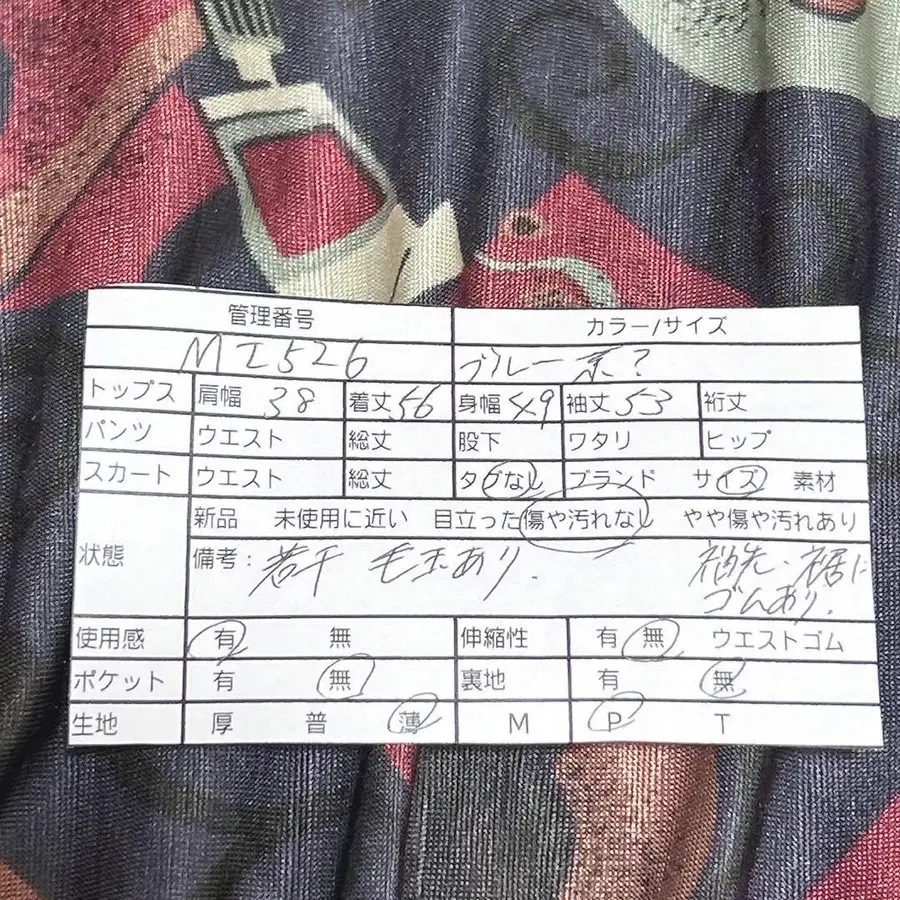 管理番号 カラー/サイズ
MI526 ブルー系?
トップス 肩幅 38 着丈 56 身幅 49 袖丈 53 裄丈
パンツ ウエスト 総丈 股下 ワタリ ヒップ
スカート ウエスト 総丈 タグなし ブランド サイズ 素材
状態 新品 未使用に近い 目立った傷や汚れなし やや傷や汚れあり
備考: 若干 毛玉あり. 袖先、裾に
ゴムあり.
使用感 有 無 伸縮性 有 無 ウエストゴム
ポケット 有 無 裏地 有 無
生地 厚 普 薄 M P T